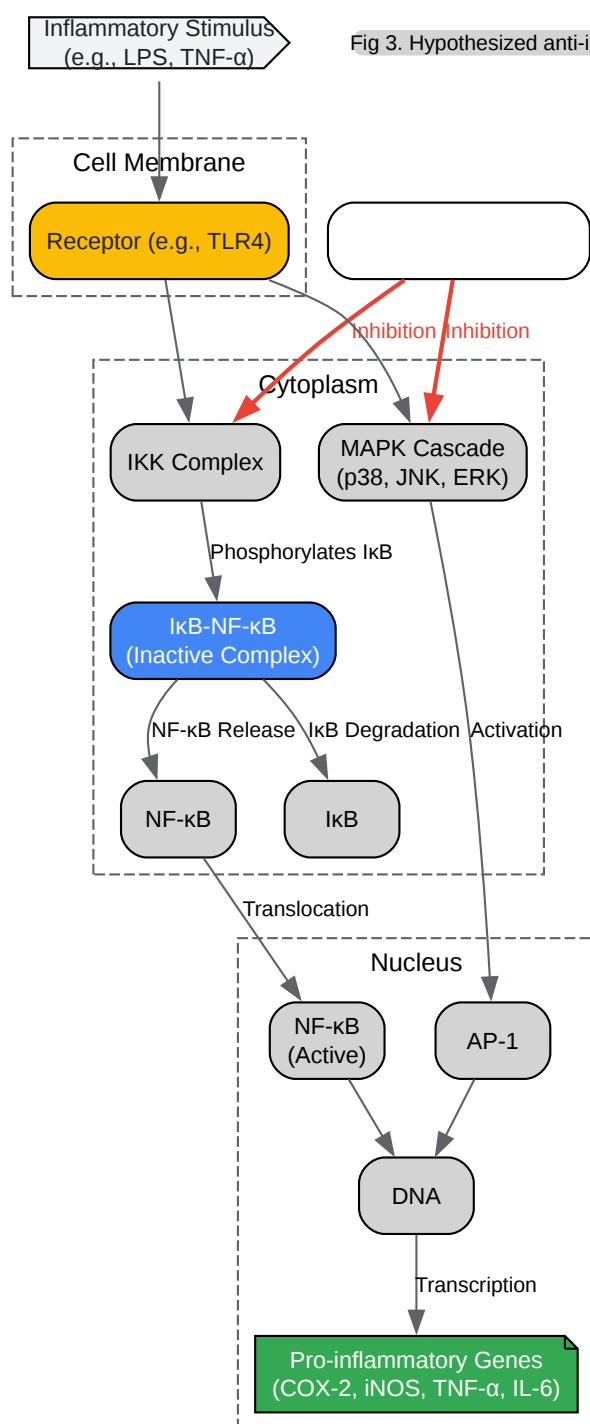 Inflammatory Stimulus
(e.g., LPS, TNF-α)
Fig 3. Hypothesized anti-i
Cell Membrane
Receptor (e.g., TLR4)
Inhibition
Inhibition
Cytoplasm
IKK Complex
MAPK Cascade
(p38, JNK, ERK)
Phosphorylates IκB
IκB-NF-κB
(Inactive Complex)
NF-κB Release
IκB Degradation
Activation
NF-κB
IκB
Translocation
Nucleus
NF-κB
(Active)
AP-1
DNA
Transcription
Pro-inflammatory Genes
(COX-2, iNOS, TNF-α, IL-6)